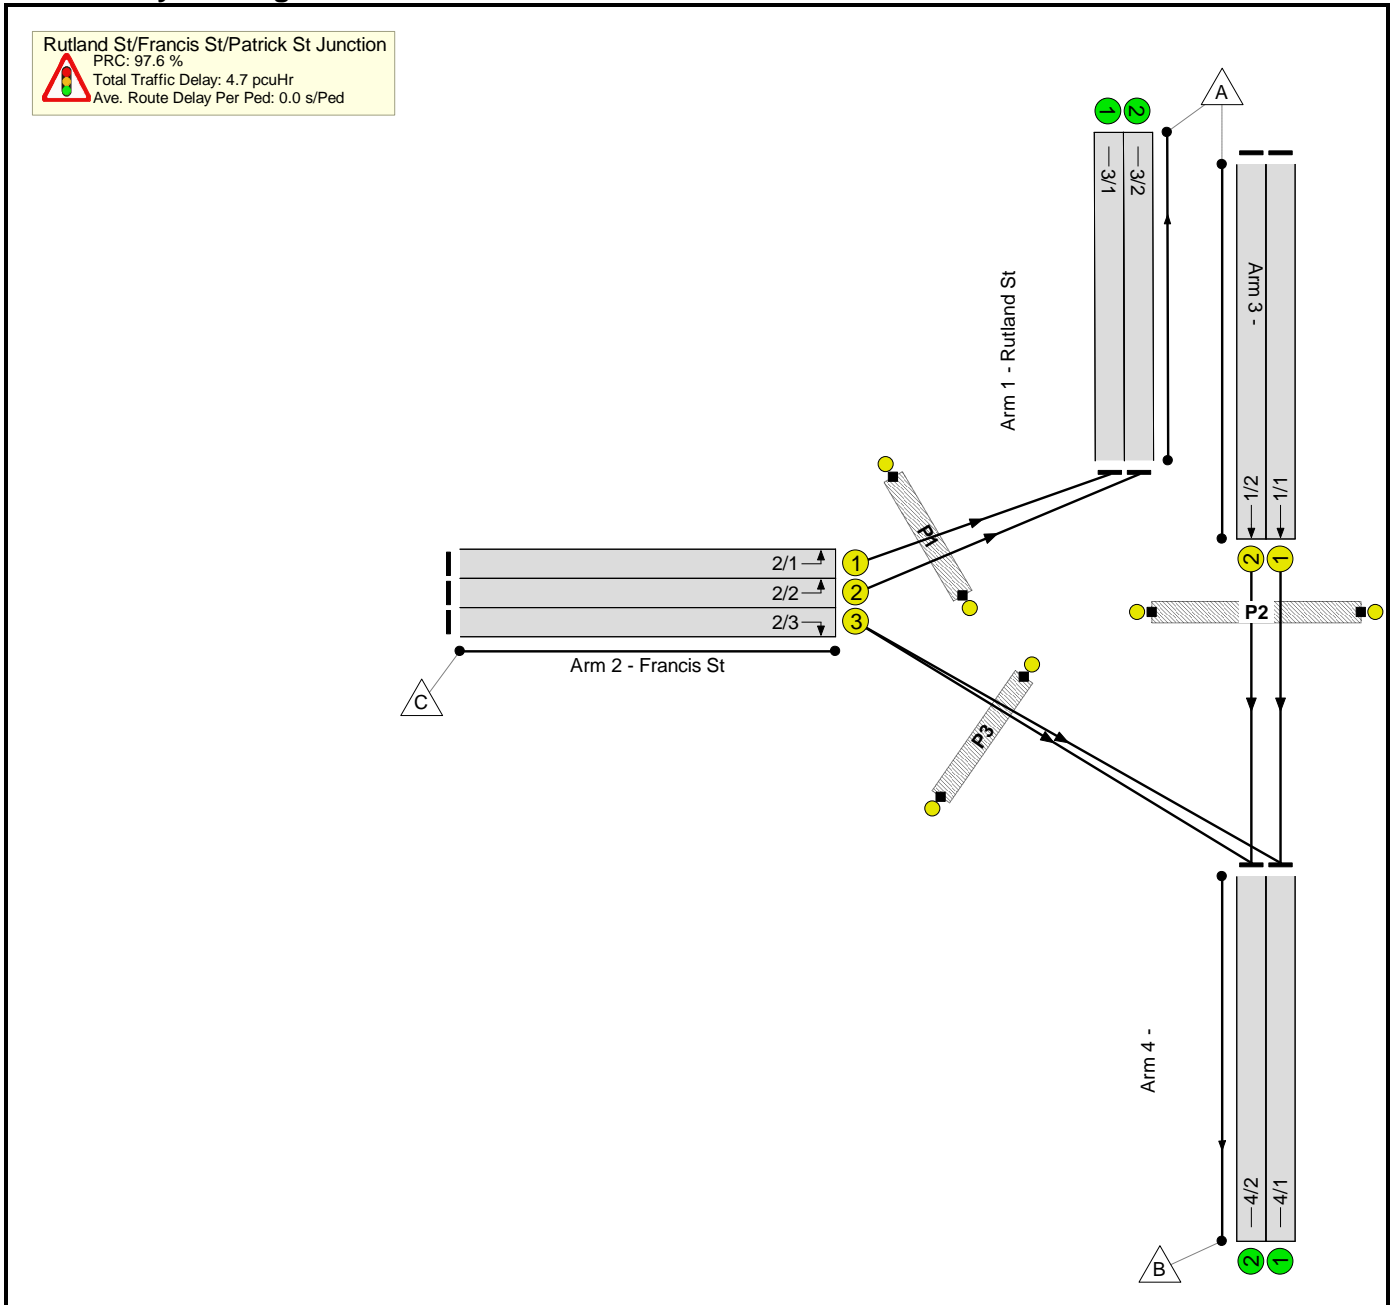 Rutland St/Francis St/Patrick St Junction
PRC: 97.6 %
Total Traffic Delay: 4.7 pcuHr
Ave. Route Delay Per Ped: 0.0 s/Ped
A
1
2
3/1
3/2
Arm 1 - Rutland St
Arm 3 -
1/2
1/1
2
1
P1
P2
2/1
1
2/2
2
2/3
3
Arm 2 - Francis St
C
P3
Arm 4 -
4/2
4/1
2
1
B